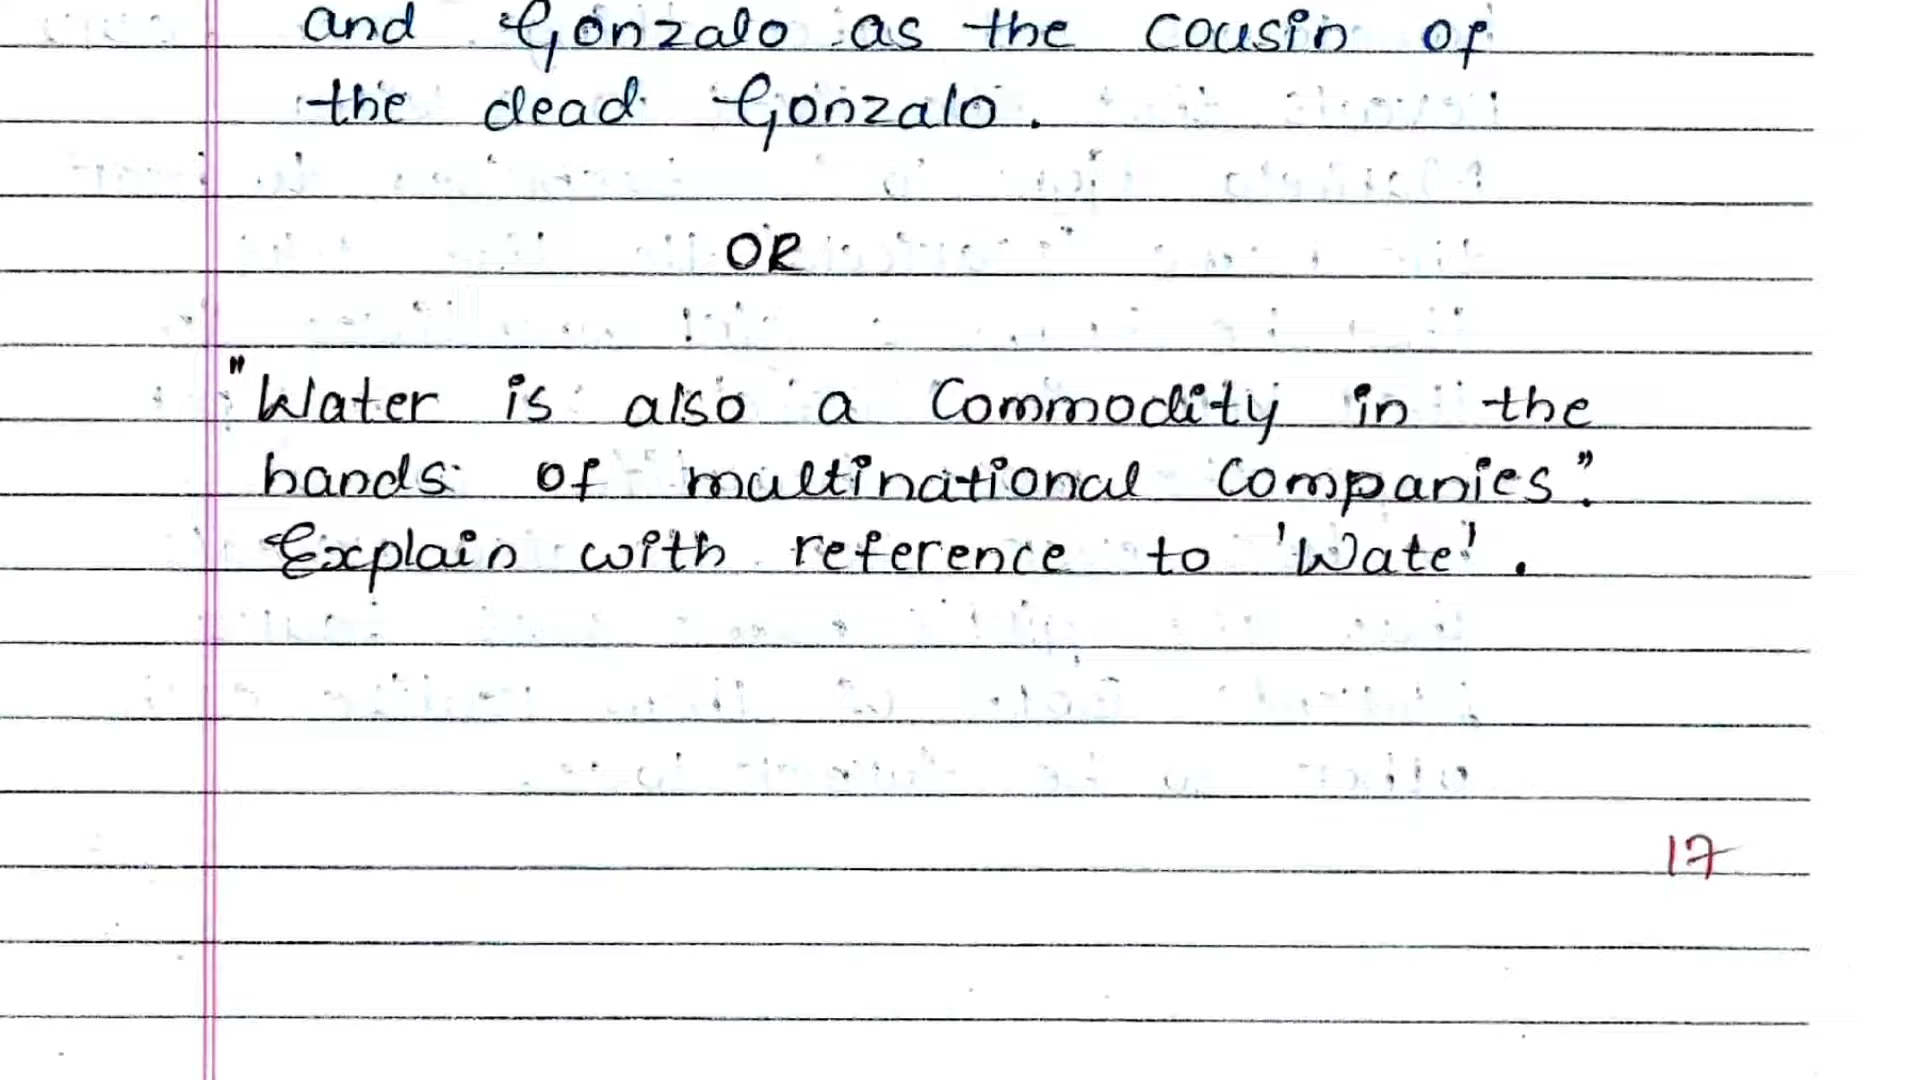 and Gonzalo as the cousin of
the dead Gonzalo.
OR
"Water is also a Commodity in the
hands of multinational Companies".
Explain with reference to 'Wate'.
17